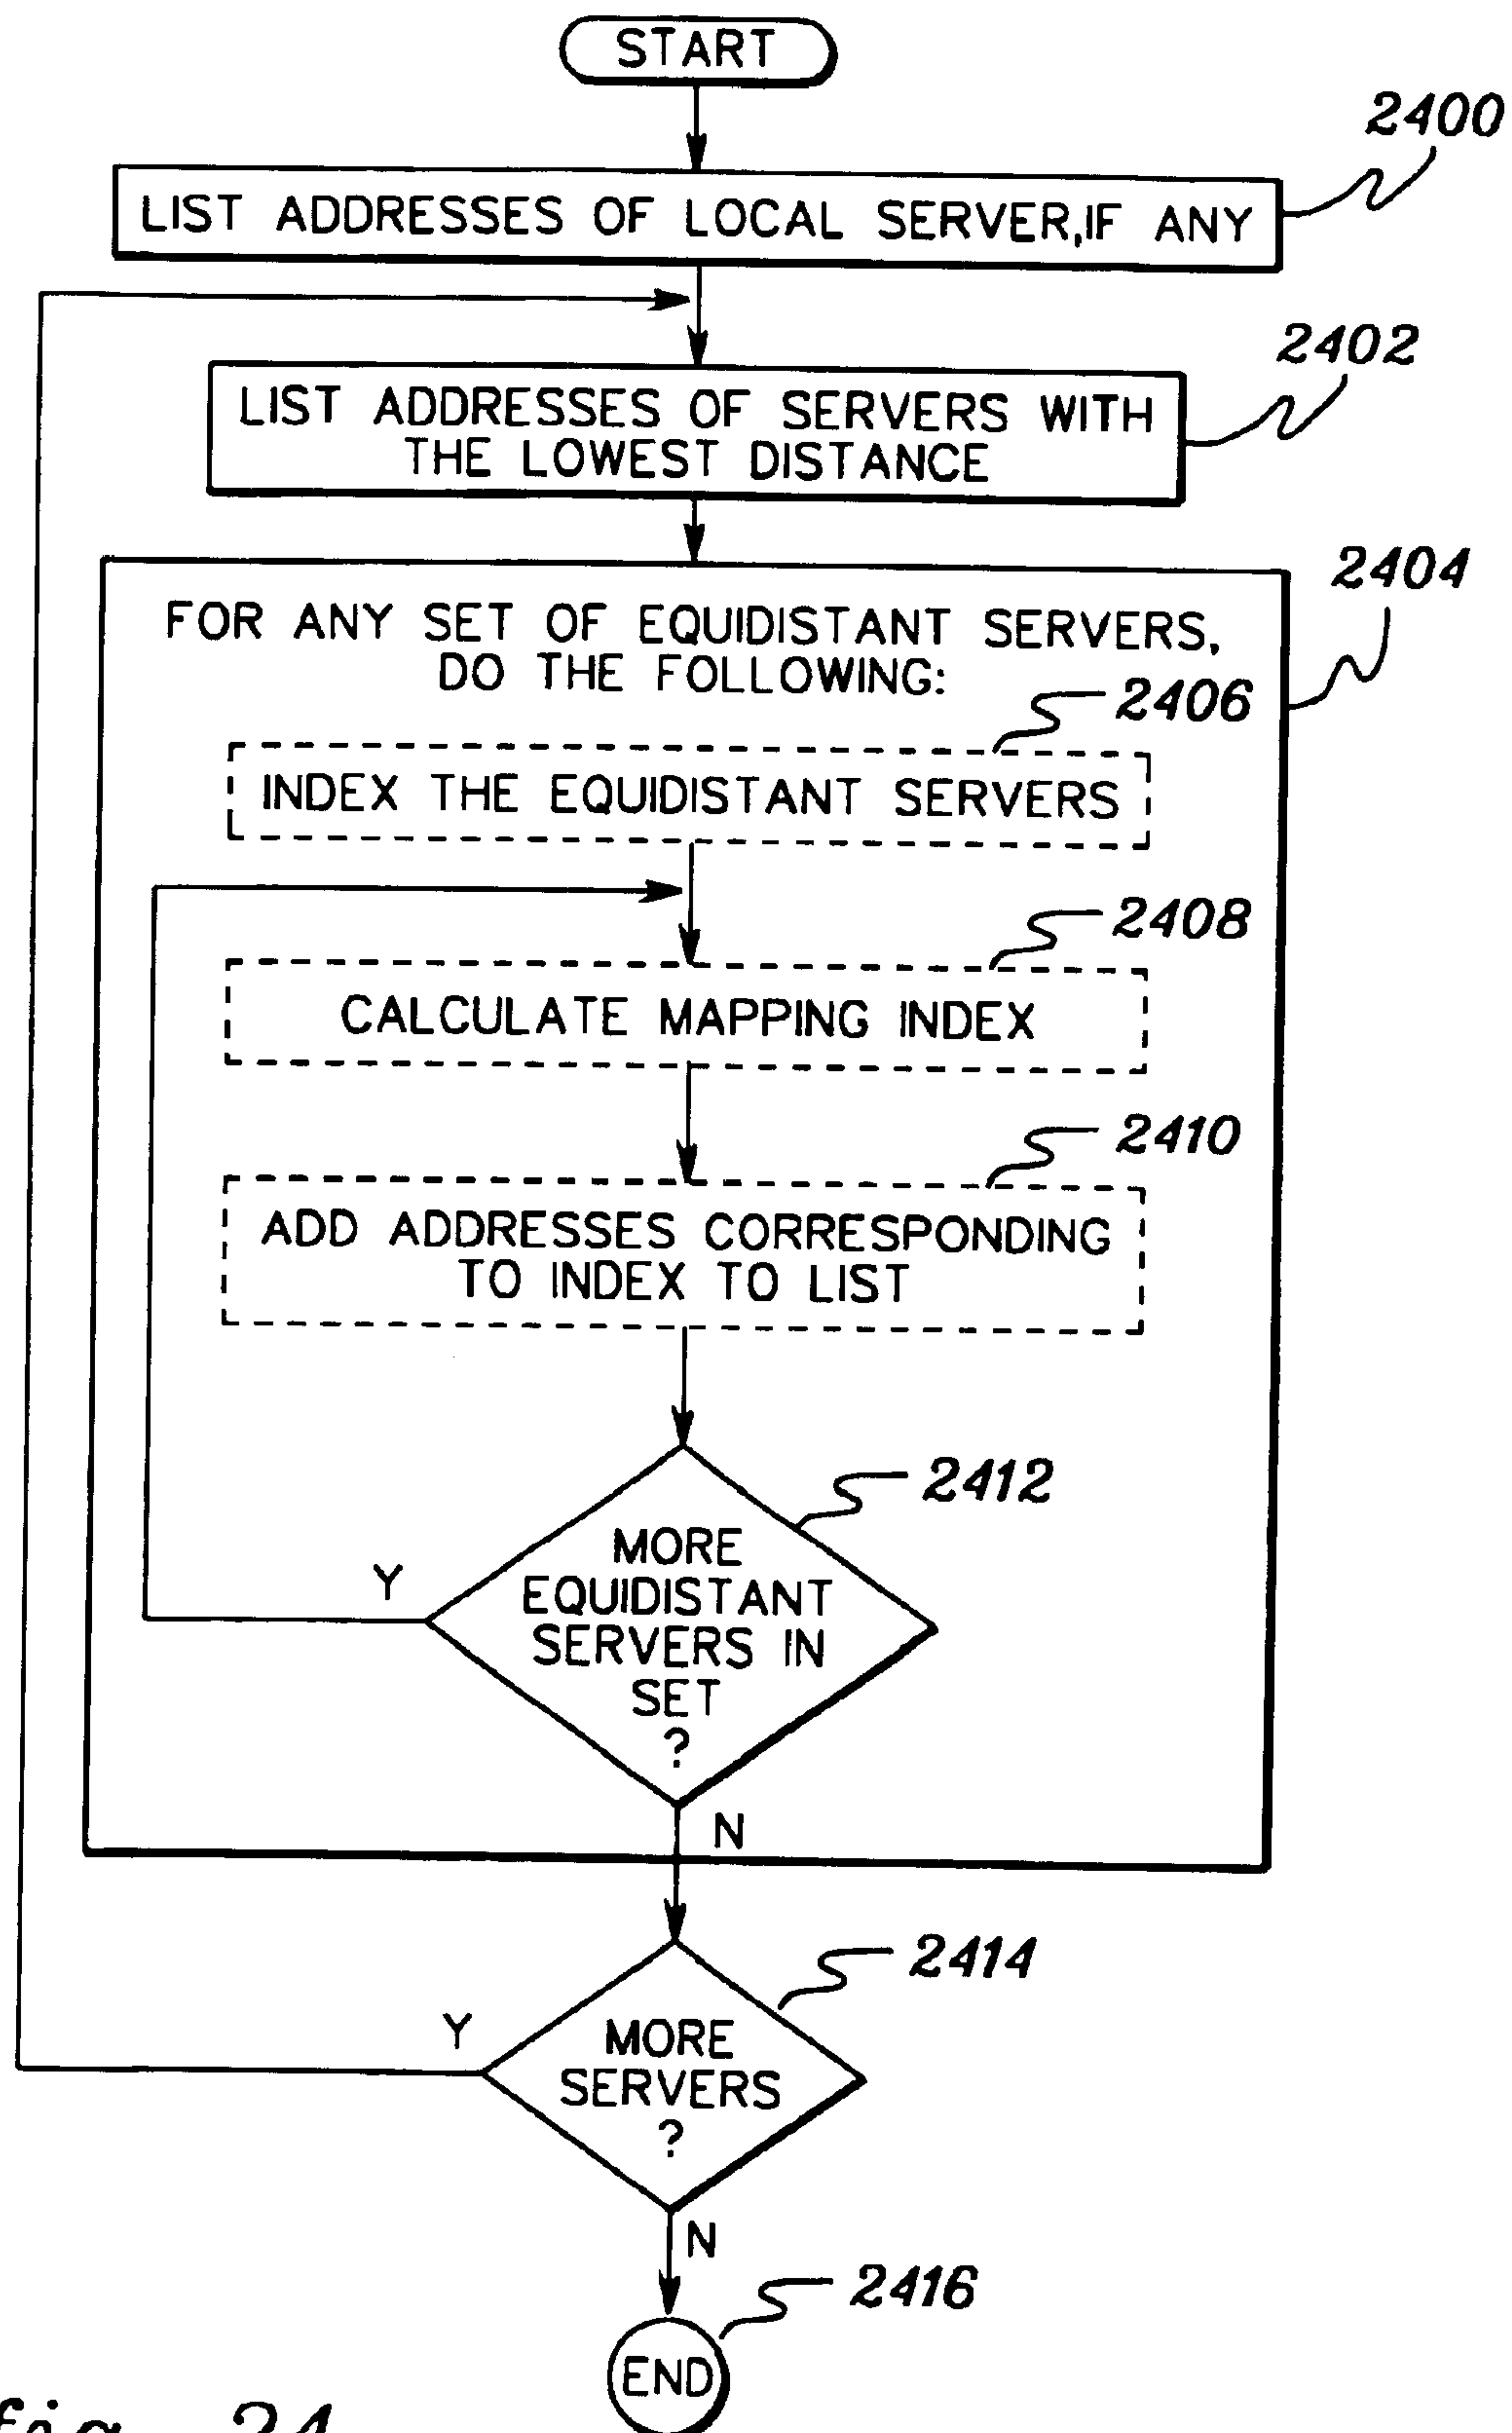 START
2400
LIST ADDRESSES OF LOCAL SERVER,IF ANY
2402
LIST ADDRESSES OF SERVERS WITH
THE LOWEST DISTANCE
2404
FOR ANY SET OF EQUIDISTANT SERVERS,
DO THE FOLLOWING:
2406
INDEX THE EQUIDISTANT SERVERS
2408
CALCULATE MAPPING INDEX
2410
ADD ADDRESSES CORRESPONDING
TO INDEX TO LIST
2412
MORE
EQUIDISTANT
SERVERS IN
SET
?
Y
N
2414
MORE
SERVERS
?
Y
N
2416
END
fig. 24